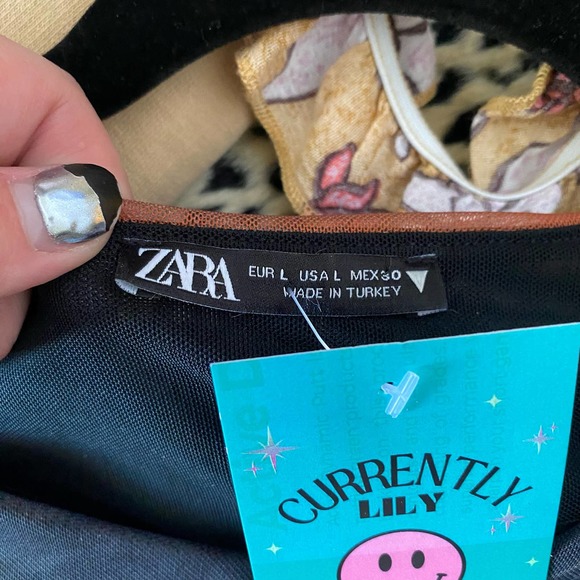 ZARA
EUR L USA L MEX 30
MADE IN TURKEY
CURRENTLY
LILY